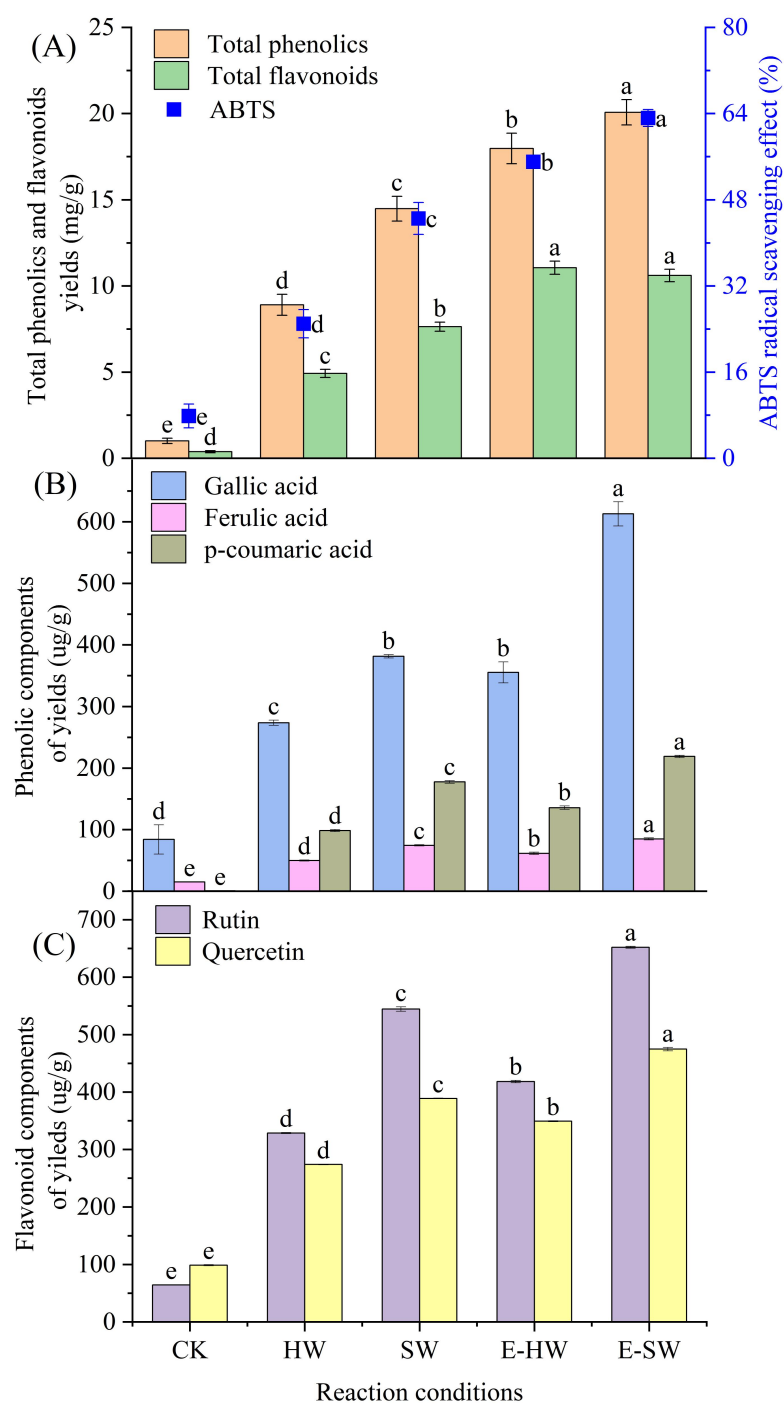 (A)
Total phenolics
Total flavonoids
ABTS
Total phenolics and flavonoids
yields (mg/g)
25
20
15
10
5
0
ABTS radical scavenging effect (%)
80
64
48
32
16
0
e
d
e
d
c
d
c
b
c
b
a
b
a
a
a
(B)
Gallic acid
Ferulic acid
p-coumaric acid
Phenolic components
of yields (ug/g)
600
500
400
300
200
100
0
d
e
e
c
d
d
b
c
c
b
b
b
a
a
a
(C)
Rutin
Quercetin
Flavonoid components
of yileds (ug/g)
700
600
500
400
300
200
100
0
e
e
d
d
c
c
b
b
a
a
CK HW SW E-HW E-SW
Reaction conditions